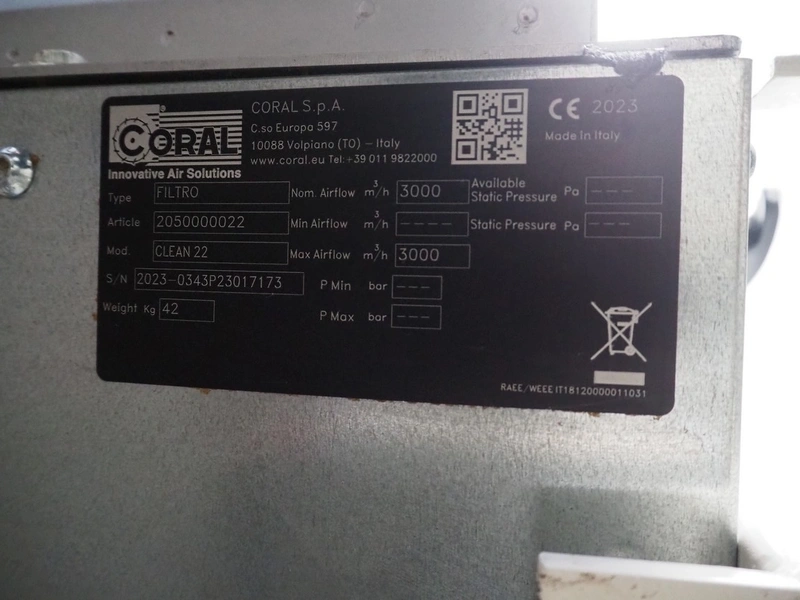 CORAL
Innovative Air Solutions
CORAL S.p.A.
C.so Europa 597
10088 Volpiano (TO) - Italy
www.coral.eu Tel:+39 011 9822000
CE 2023
Made in Italy
Type FILTRO Nom. Airflow m³/h 3000 Available Static Pressure Pa ---
Article 2050000022 Min Airflow m³/h ---- Static Pressure Pa ---
Mod. CLEAN 22 Max Airflow m³/h 3000
S/N 2023-0343P23017173 P Min bar ---
Weight Kg 42 P Max bar ---
RAEE/WEEE IT18120000011031